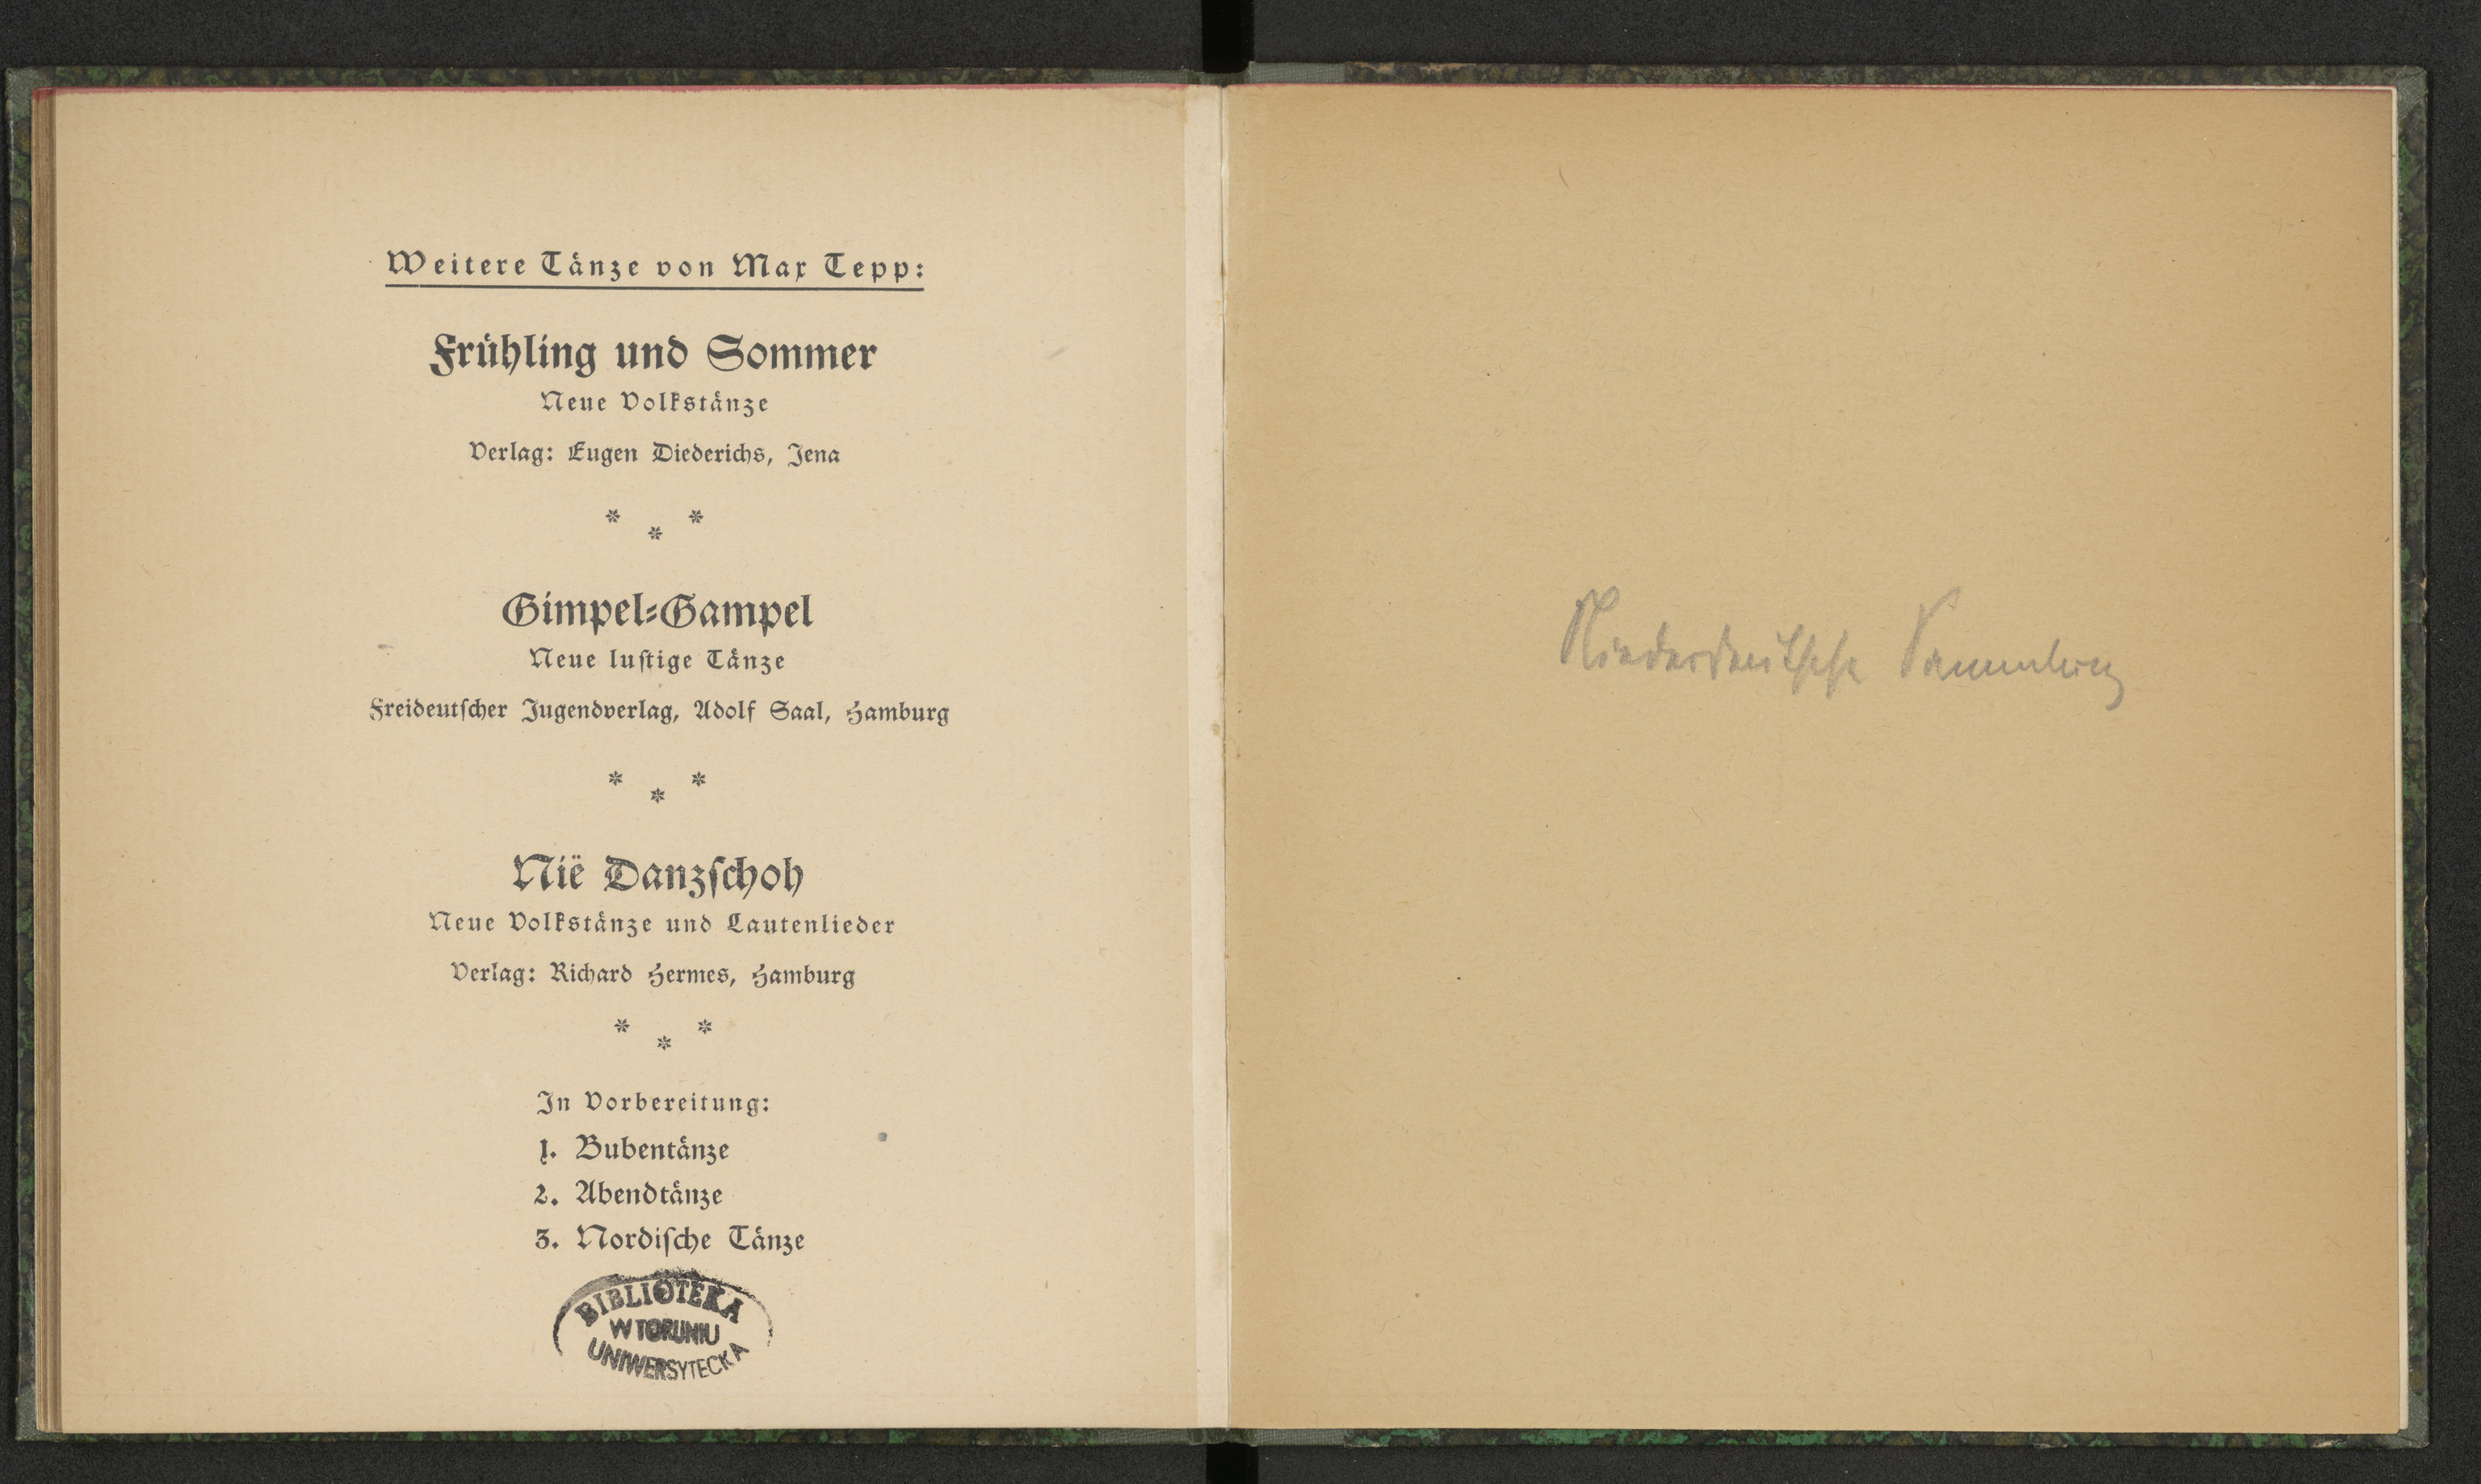 Weitere Tänze von Max Tepp:
Frühling und Sommer
Neue Volkstänze
Verlag: Eugen Diederichs, Jena
* * *
Gimpel-Gampel
Neue luſtige Tänze
Freideutſcher Jugendverlag, Adolf Saal, Hamburg
* * *
Nië Danzſchoh
Neue Volkstänze und Lautenlieder
Verlag: Richard Hermes, Hamburg
* * *
In Vorbereitung:
1. Bubentänze
2. Abendtänze
3. Nordiſche Tänze
BIBLIOTEKA
W TORUNIU
UNIWERSYTECKA
Niederdeutsche Sammlung